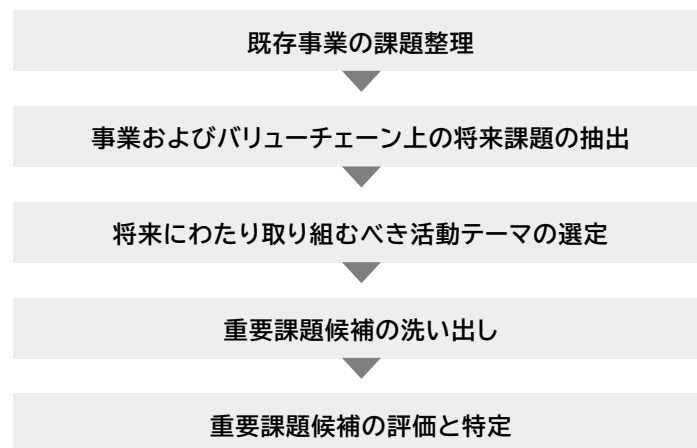 既存事業の課題整理
事業およびバリューチェーン上の将来課題の抽出
将来にわたり取り組むべき活動テーマの選定
重要課題候補の洗い出し
重要課題候補の評価と特定